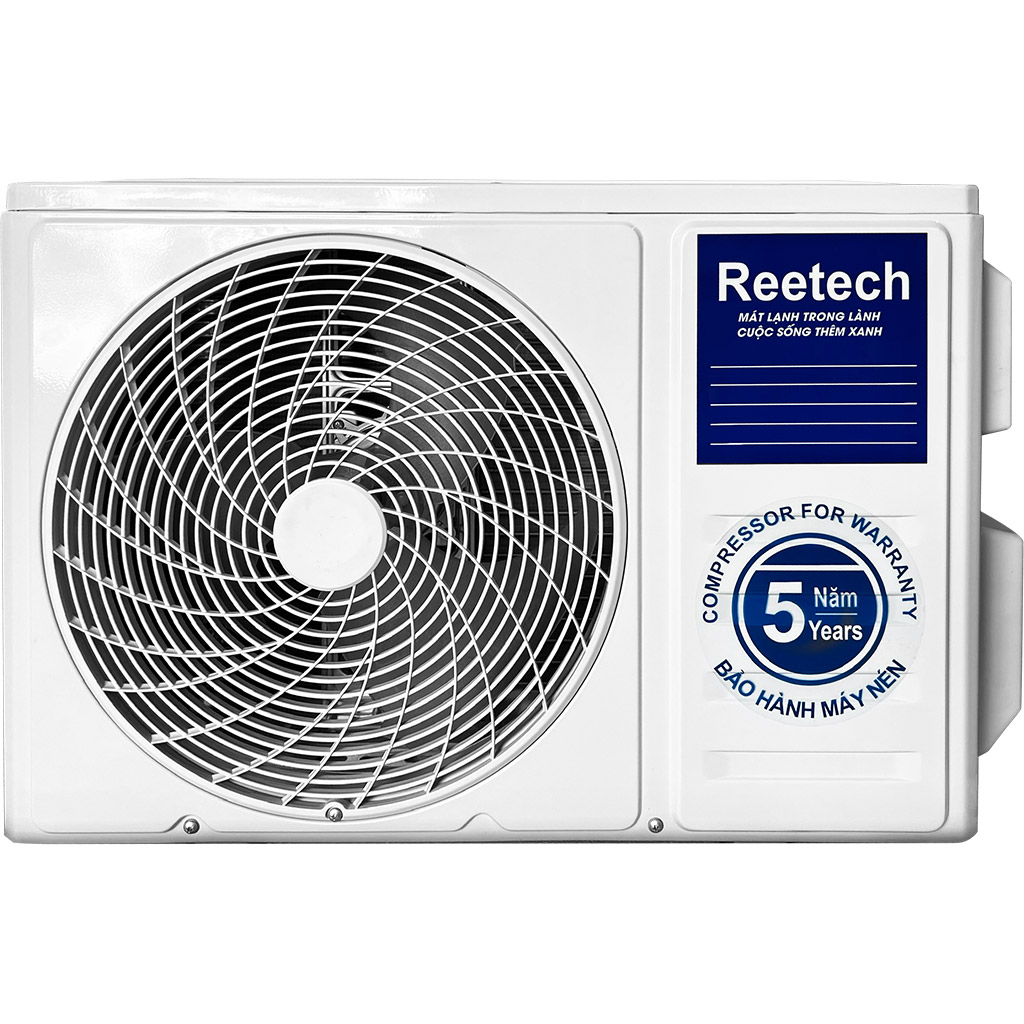 Reetech
MÁT LẠNH TRONG LÀNH
CUỘC SỐNG THÊM XANH
COMPRESSOR FOR WARRANTY
5 Năm
Years
BẢO HÀNH MÁY NÉN